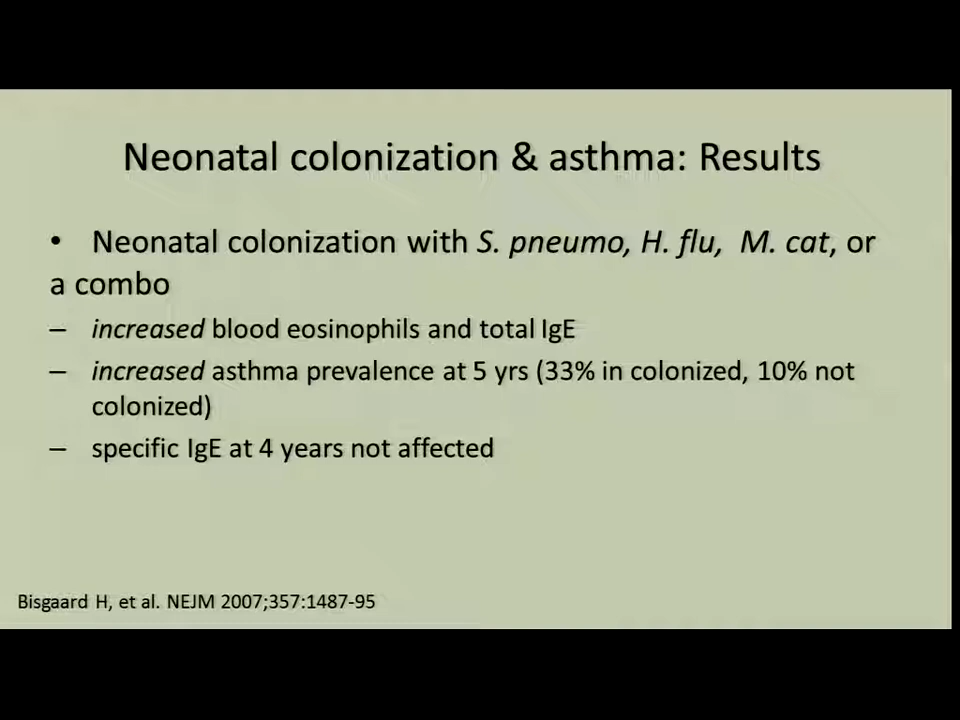 Neonatal colonization & asthma: Results
• Neonatal colonization with S. pneumo, H. flu, M. cat, or
a combo
– increased blood eosinophils and total IgE
– increased asthma prevalence at 5 yrs (33% in colonized, 10% not
colonized)
– specific IgE at 4 years not affected
Bisgaard H, et al. NEJM 2007;357:1487-95